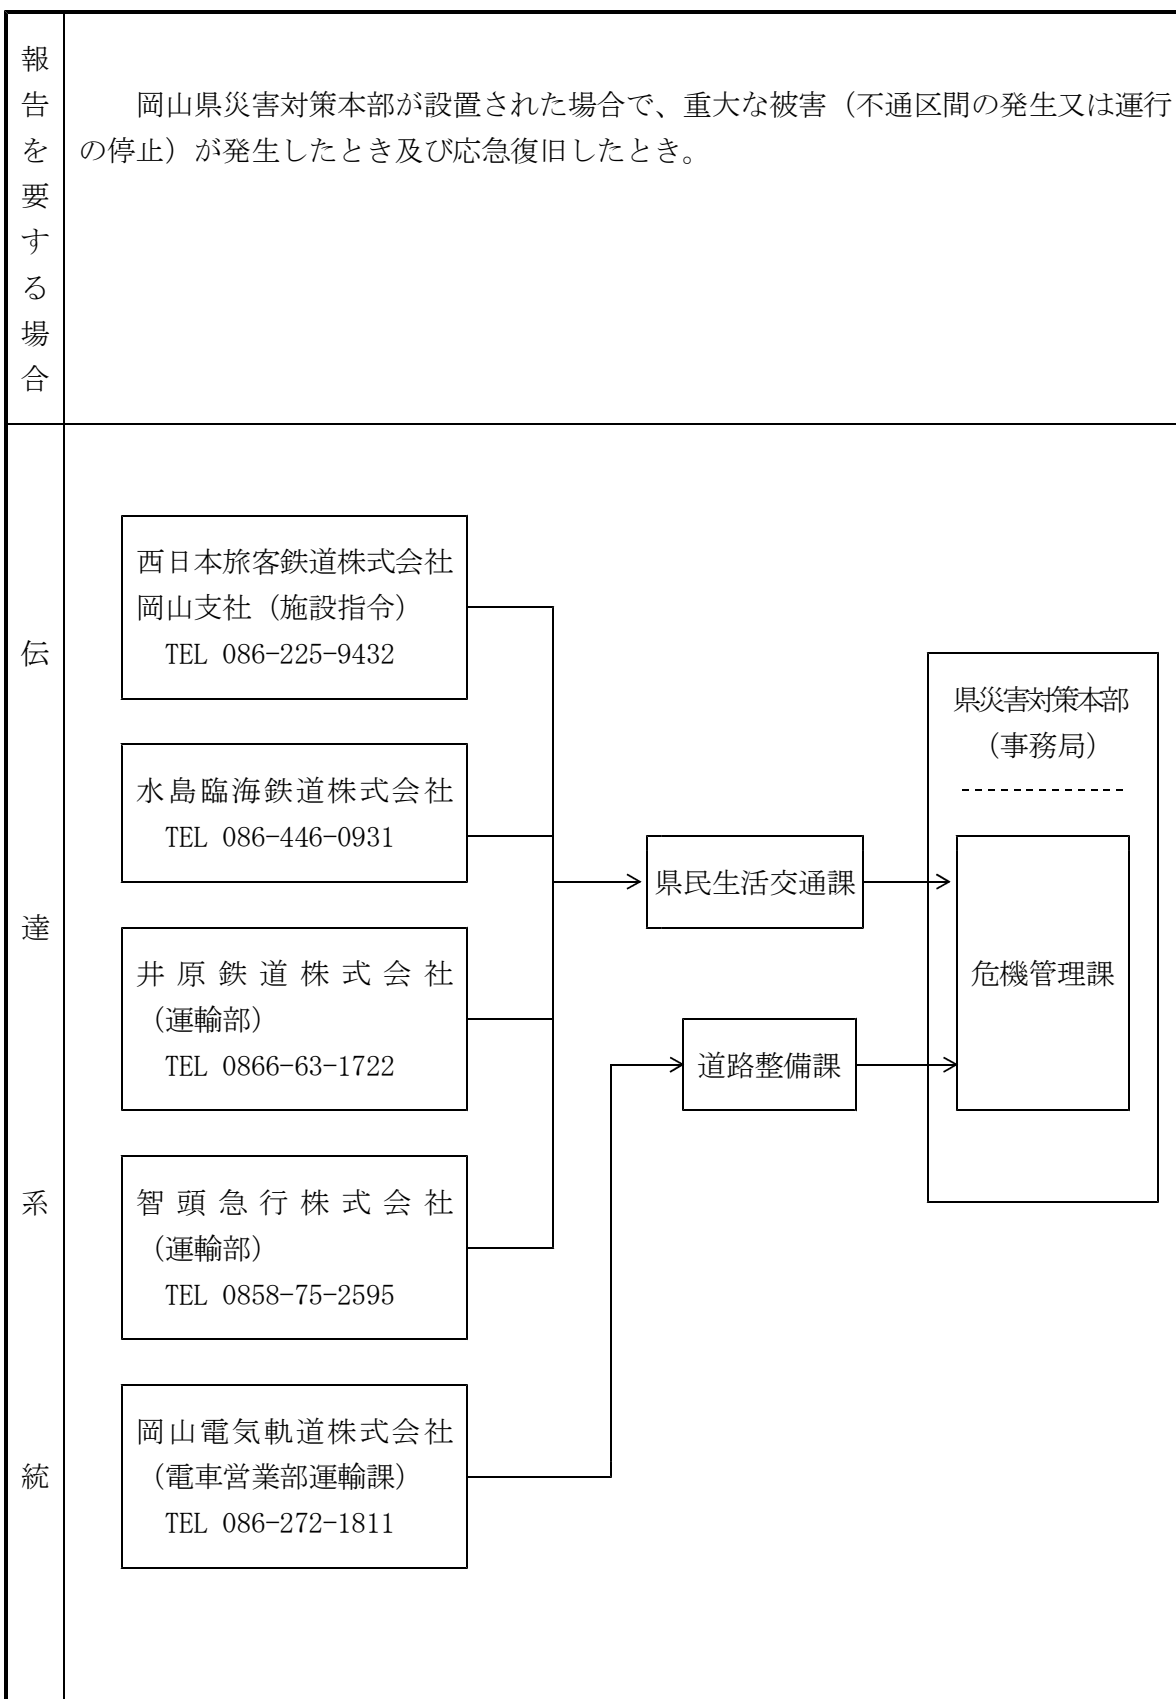 報告を要する場合
岡山県災害対策本部が設置された場合で、重大な被害（不通区間の発生又は運行
の停止）が発生したとき及び応急復旧したとき。
伝達系統
西日本旅客鉄道株式会社
岡山支社（施設指令）
TEL 086-225-9432
水島臨海鉄道株式会社
TEL 086-446-0931
井原鉄道株式会社
（運輸部）
TEL 0866-63-1722
智頭急行株式会社
（運輸部）
TEL 0858-75-2595
岡山電気軌道株式会社
（電車営業部運輸課）
TEL 086-272-1811
県民生活交通課
道路整備課
県災害対策本部
（事務局）
危機管理課